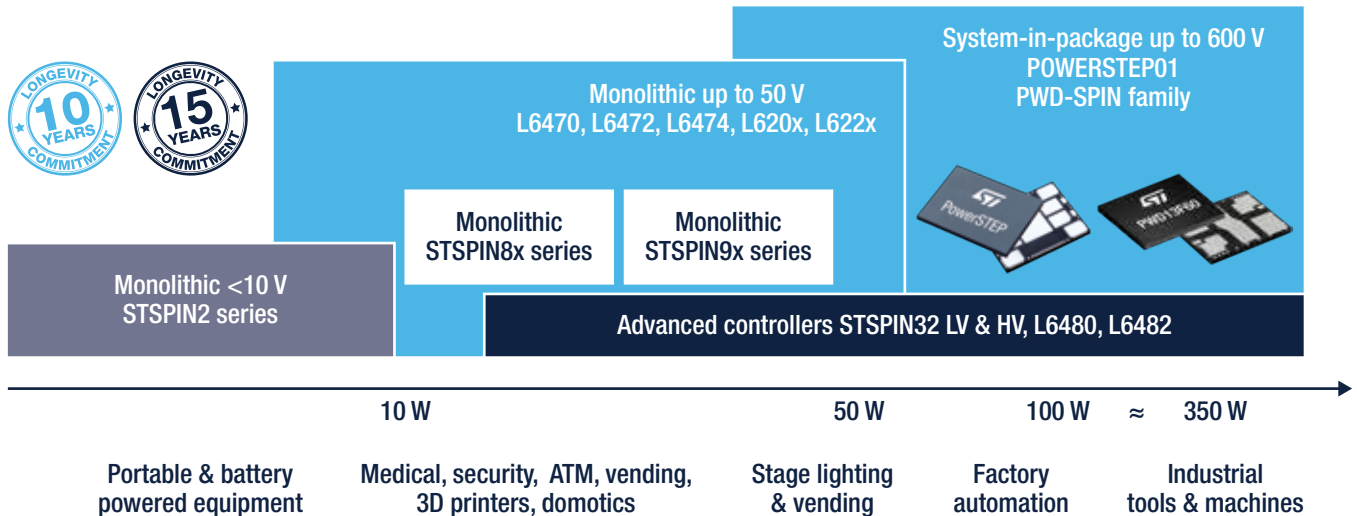 LONGEVITY
10
YEARS
COMMITMENT
LONGEVITY
15
YEARS
COMMITMENT
System-in-package up to 600 V
POWERSTEP01
PWD-SPIN family
Monolithic up to 50 V
L6470, L6472, L6474, L620x, L622x
ST
PowerSTEP
ST
PWD13F60
Monolithic
STSPIN8x series
Monolithic
STSPIN9x series
Monolithic <10 V
STSPIN2 series
Advanced controllers STSPIN32 LV & HV, L6480, L6482
10 W
50 W
100 W
≈
350 W
Portable & battery
powered equipment
Medical, security, ATM, vending,
3D printers, domotics
Stage lighting
& vending
Factory
automation
Industrial
tools & machines